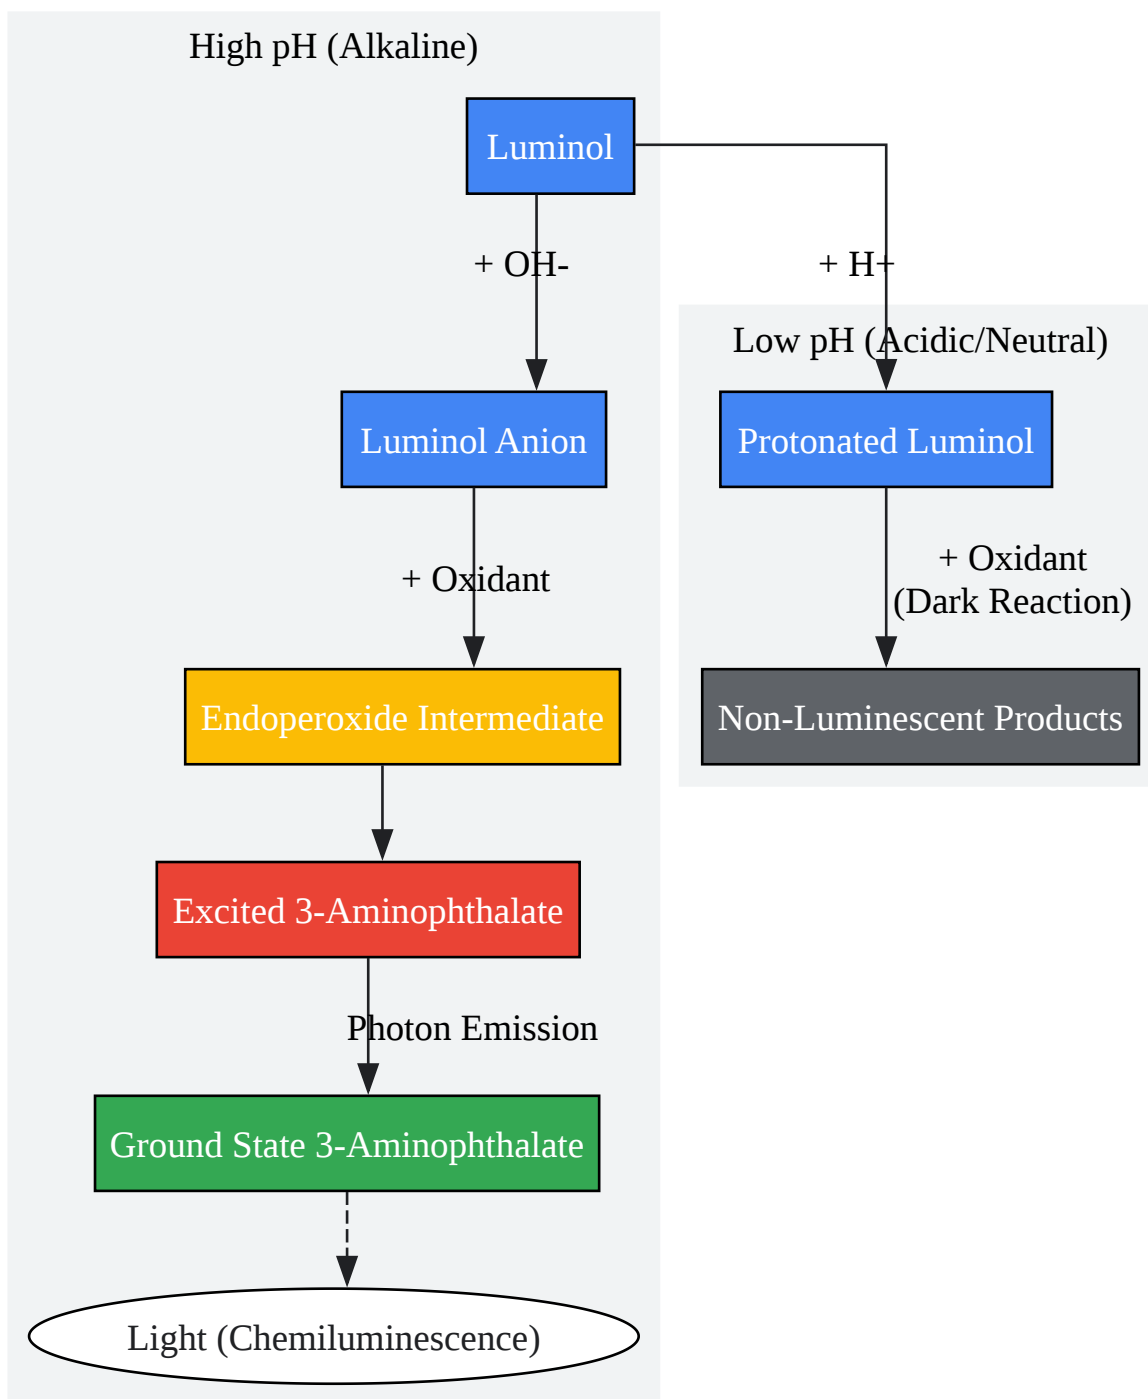 High pH (Alkaline)
Luminol
+ OH-
+ H+
Low pH (Acidic/Neutral)
Luminol Anion
Protonated Luminol
+ Oxidant
+ Oxidant
(Dark Reaction)
Endoperoxide Intermediate
Non-Luminescent Products
Excited 3-Aminophthalate
Photon Emission
Ground State 3-Aminophthalate
Light (Chemiluminescence)